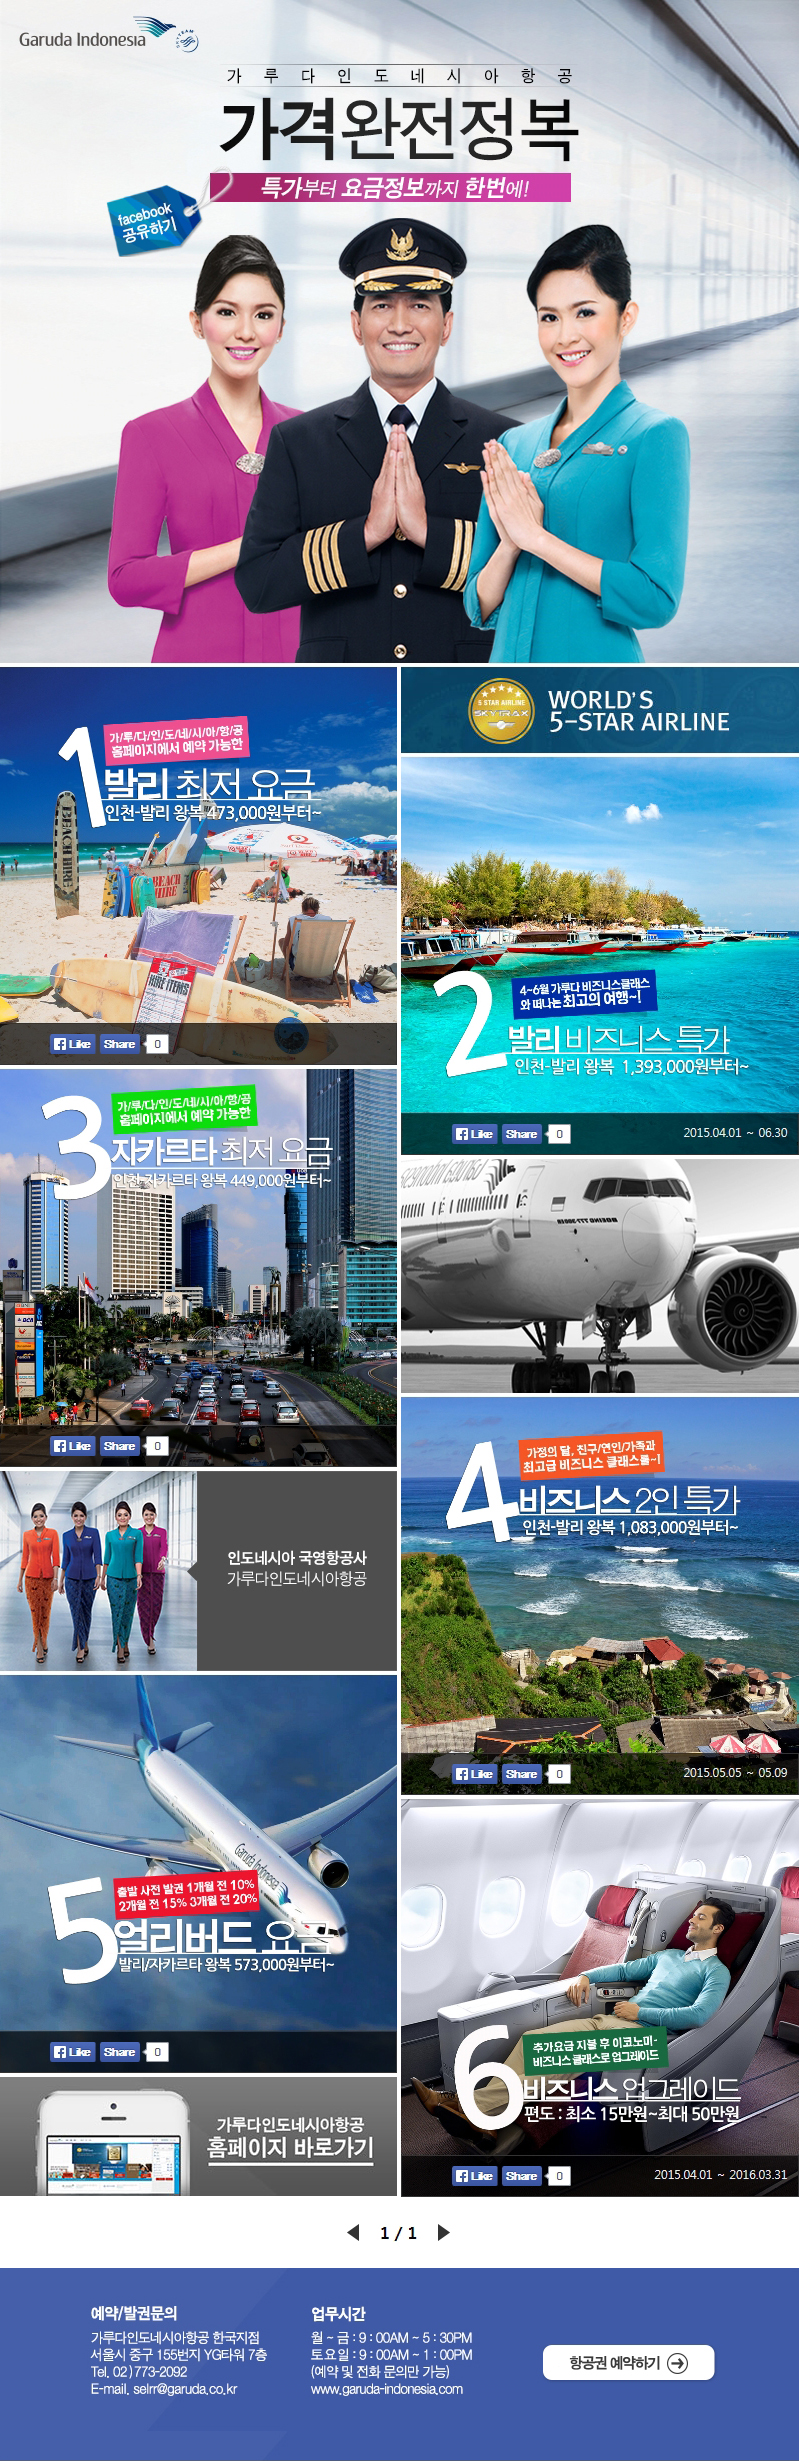 Garuda Indonesia
SKYTEAM
가루다인도네시아항공
가격완전정복
특가부터 요금정보까지 한번에!
facebook
공유하기
가/루/다/인/도/네/시/아/항/공
홈페이지에서 예약 가능한
1 발리 최저 요금
인천-발리 왕복 473,000원부터~
BEACH HIRE
BEACH
HIRE
HIRE ITEMS
Like Share 0
5 STAR AIRLINE
SKYTRAX
WORLD'S
5-STAR AIRLINE
4~6월 가루다 비즈니스클래스
와 떠나는 최고의 여행~!
2 발리 비즈니스 특가
인천-발리 왕복 1,393,000원부터~
Like Share 0 2015.04.01 ~ 06.30
가/루/다/인/도/네/시/아/항/공
홈페이지에서 예약 가능한
3 자카르타 최저 요금
인천-자카르타 왕복 449,000원부터~
Like Share 0
가정의 달, 친구/연인/가족과
최고급 비즈니스 클래스를~!
4 비즈니스 2인 특가
인천-발리 왕복 1,083,000원부터~
Like Share 0 2015.05.05 ~ 05.09
인도네시아 국영항공사
가루다인도네시아항공
Garuda Indonesia
출발 사전 발권 1개월 전 10%
2개월 전 15% 3개월 전 20%
5 얼리버드 요금
발리/자카르타 왕복 573,000원부터~
Like Share 0
추가요금 지불 후 이코노미-
비즈니스 클래스로 업그레이드
6 비즈니스 업그레이드
편도 : 최소 15만원~최대 50만원
Like Share 0 2015.04.01 ~ 2016.03.31
가루다인도네시아항공
홈페이지 바로가기
1 / 1
예약/발권문의
가루다인도네시아항공 한국지점
서울시 중구 155번지 YG타워 7층
Tel. 02)773-2092
E-mail. selrr@garuda.co.kr
업무시간
월 ~ 금 : 9 : 00AM ~ 5 : 30PM
토요일 : 9 : 00AM ~ 1 : 00PM
(예약 및 전화 문의만 가능)
www.garuda-indonesia.com
항공권 예약하기